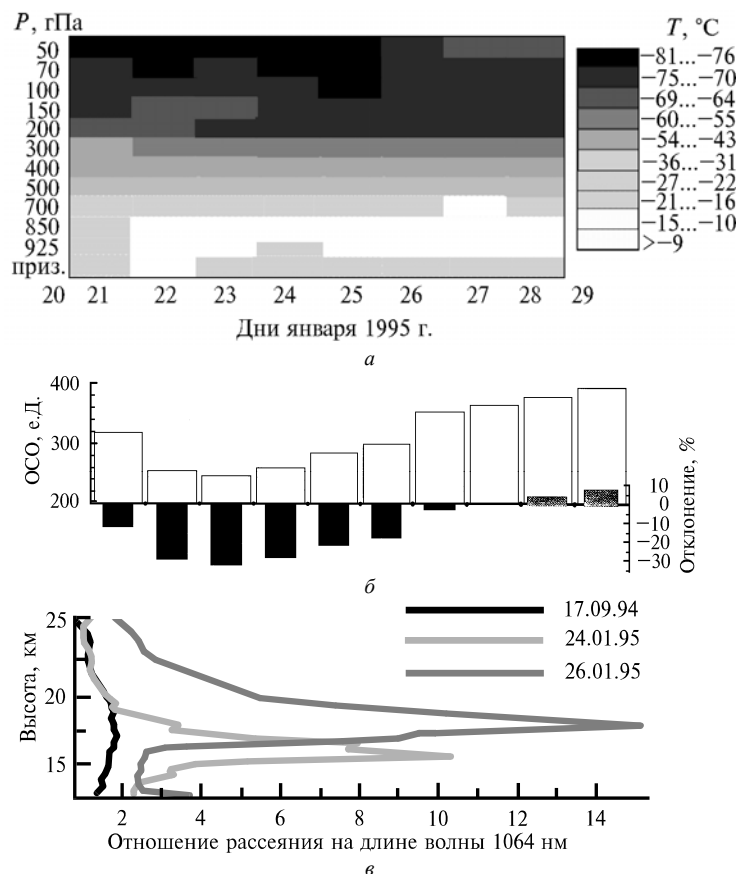 P, гПа
T, °C
50
70
100
150
200
300
400
500
700
850
925
приз.
−81...−76
−75...−70
−69...−64
−60...−55
−54...−43
−36...−31
−27...−22
−21...−16
−15...−10
>−9
20 21 22 23 24 25 26 27 28 29
Дни января 1995 г.
а
ОСО, е.Д.
400
300
200
10
0
−10
−20
−30
Отклонение, %
б
17.09.94
24.01.95
26.01.95
Высота, км
25
20
15
2 4 6 8 10 12 14
Отношение рассеяния на длине волны 1064 нм
в